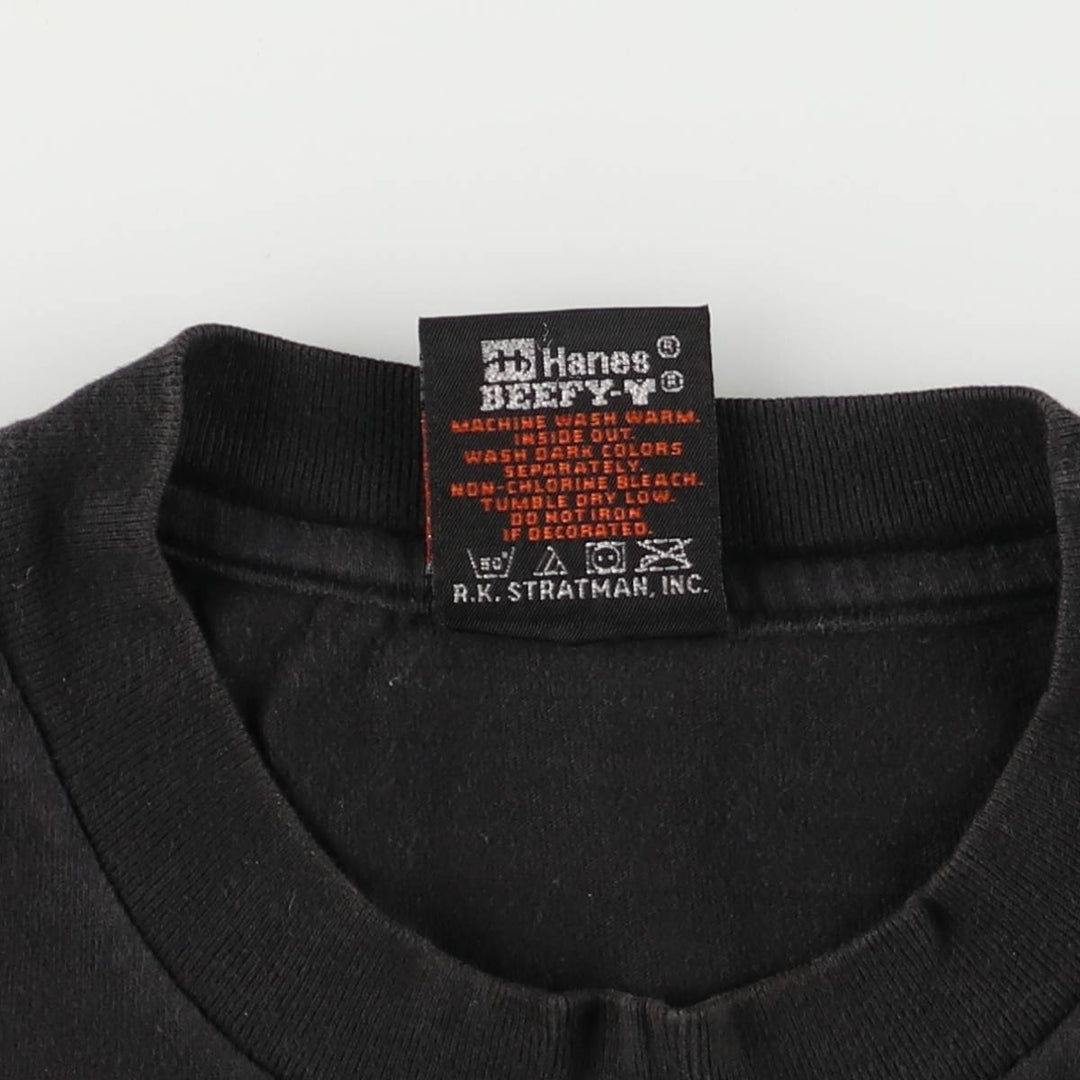 Hanes®
BEEFY-T®
MACHINE WASH WARM.
INSIDE OUT.
WASH DARK COLORS
SEPARATELY.
NON-CHLORINE BLEACH.
TUMBLE DRY LOW.
DO NOT IRON
IF DECORATED.
50°
R.K. STRATMAN, INC.